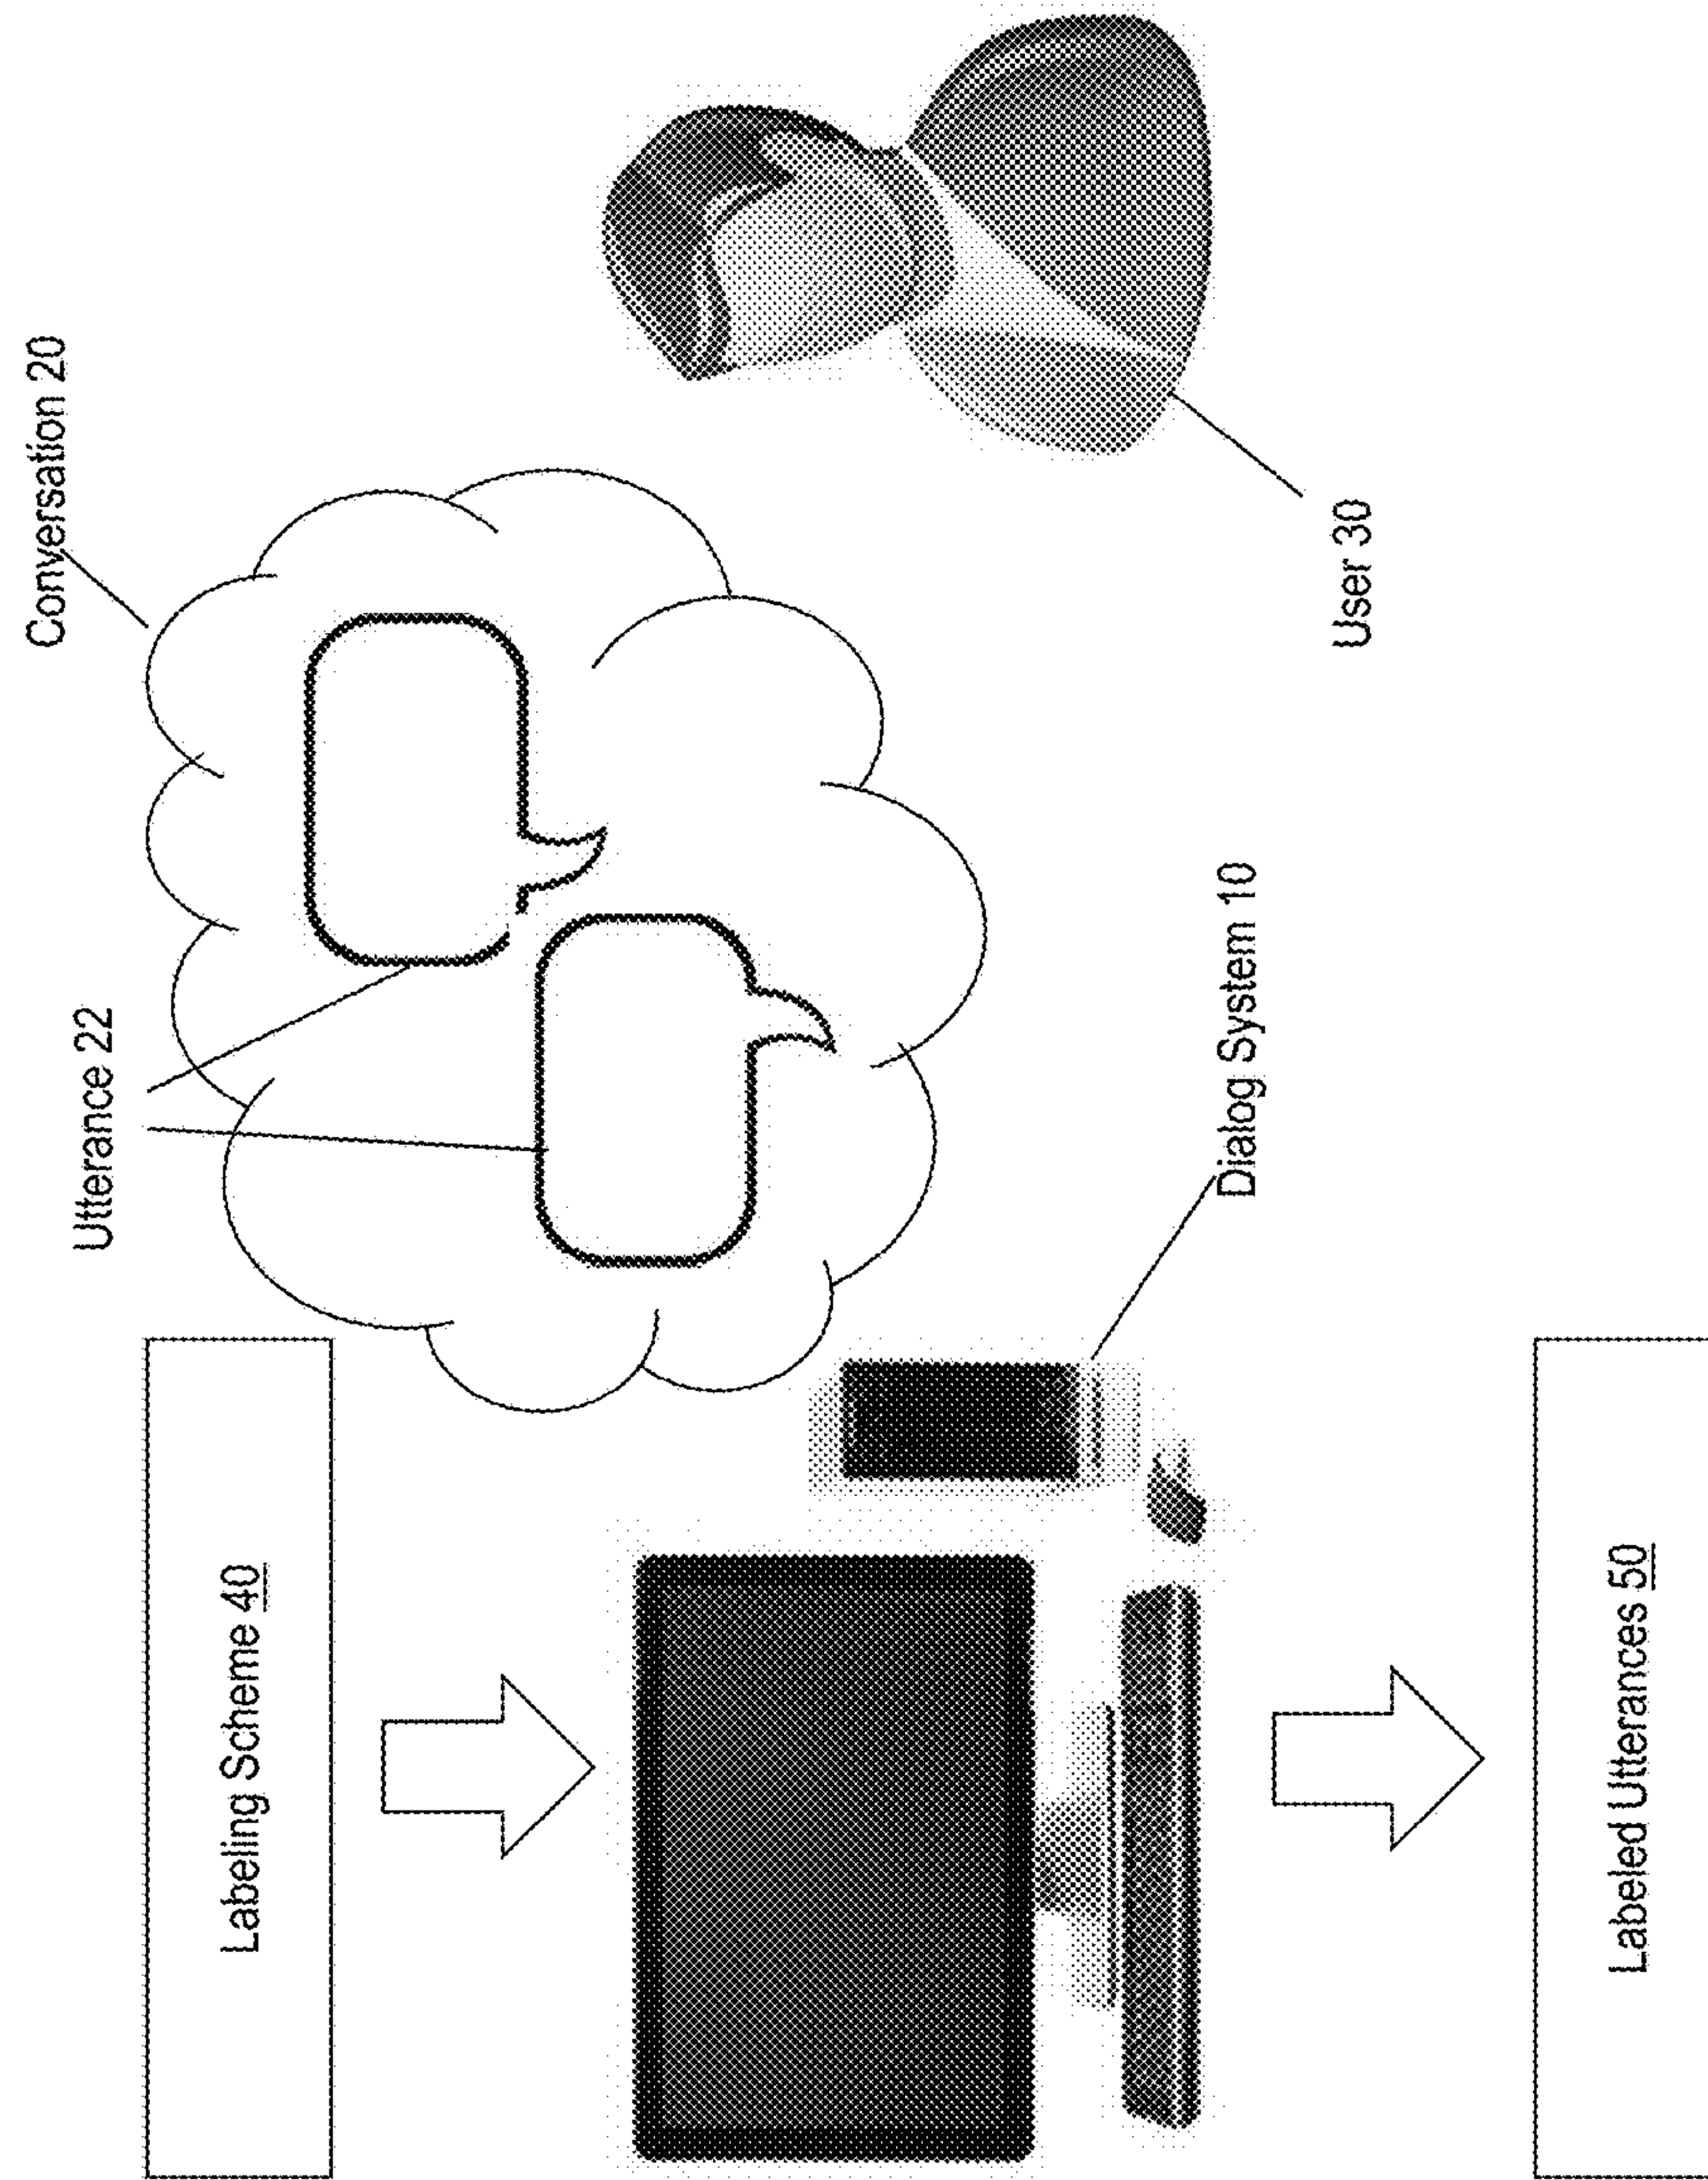 Labeling Scheme 40
Utterance 22
Conversation 20
Dialog System 10
User 30
Labeled Utterances 50